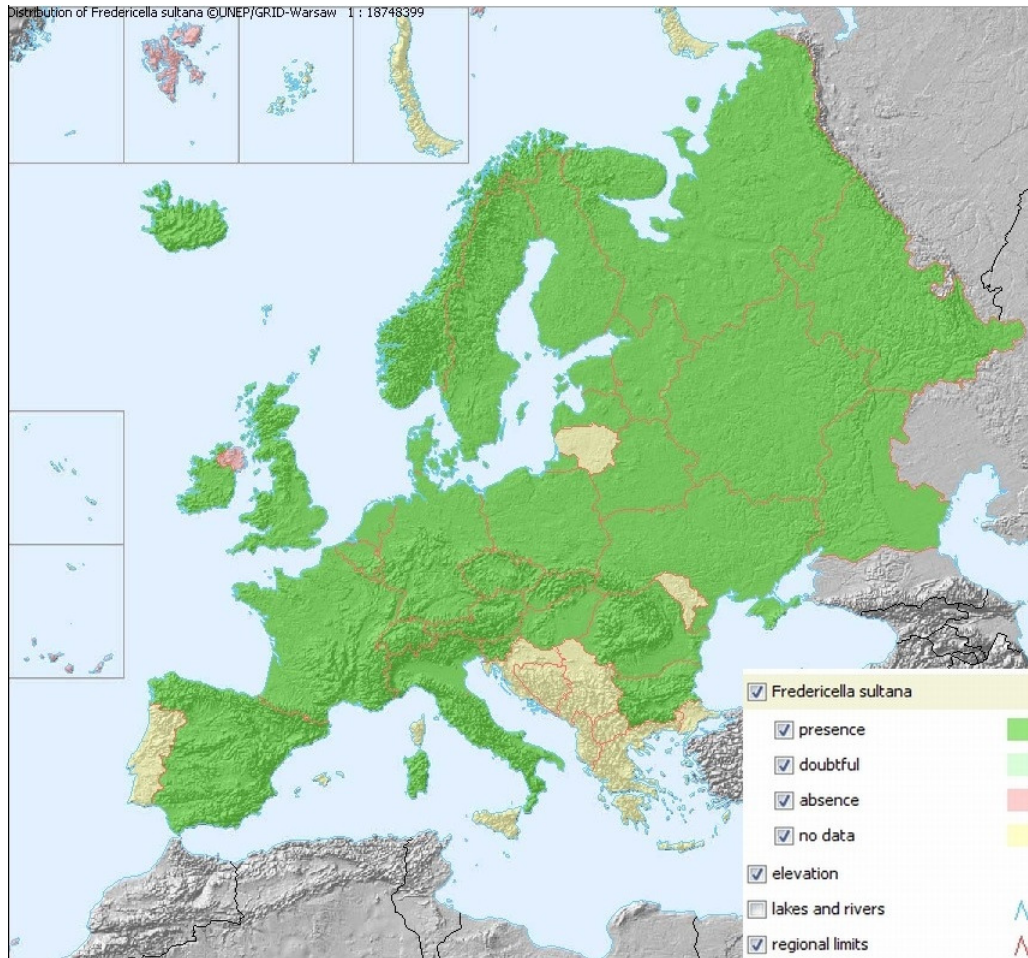 Distribution of Fredericella sultana ©UNEP/GRID-Warsaw 1 : 18748399
Fredericella sultana
presence
doubtful
absence
no data
elevation
lakes and rivers
regional limits